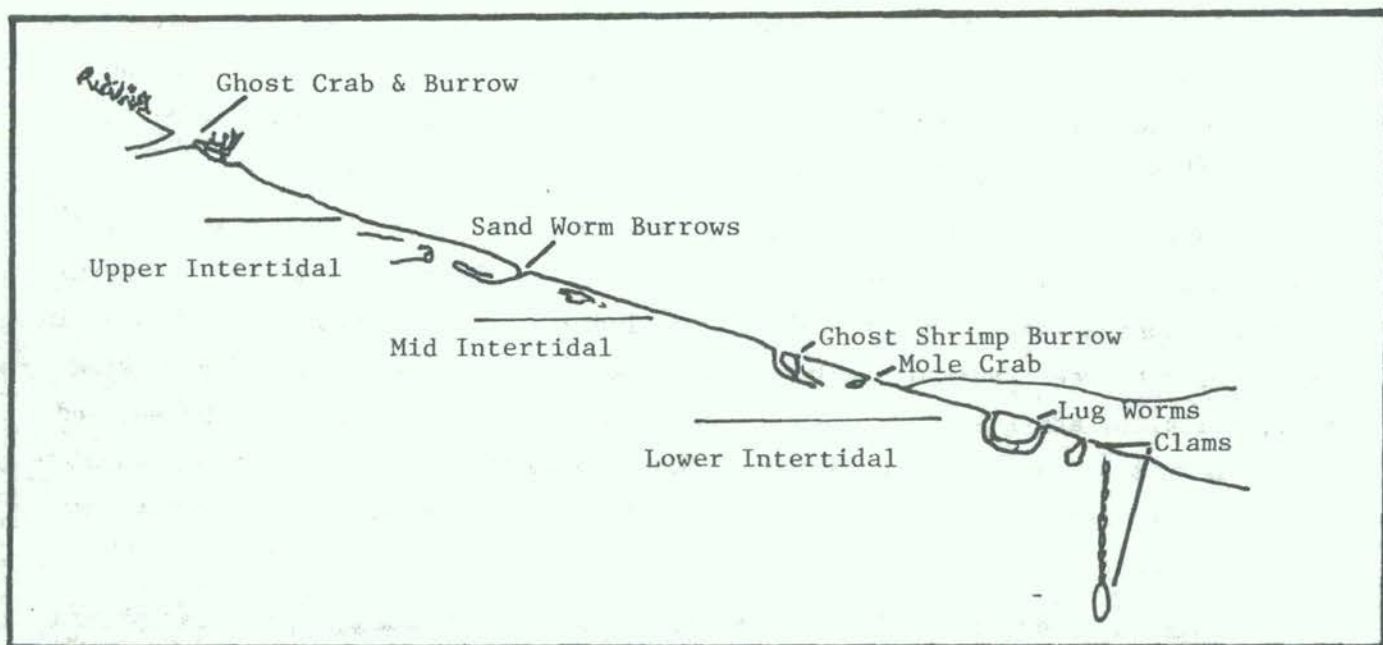 Ghost Crab & Burrow
Sand Worm Burrows
Upper Intertidal
Mid Intertidal
Ghost Shrimp Burrow
Mole Crab
Lug Worms
Clams
Lower Intertidal